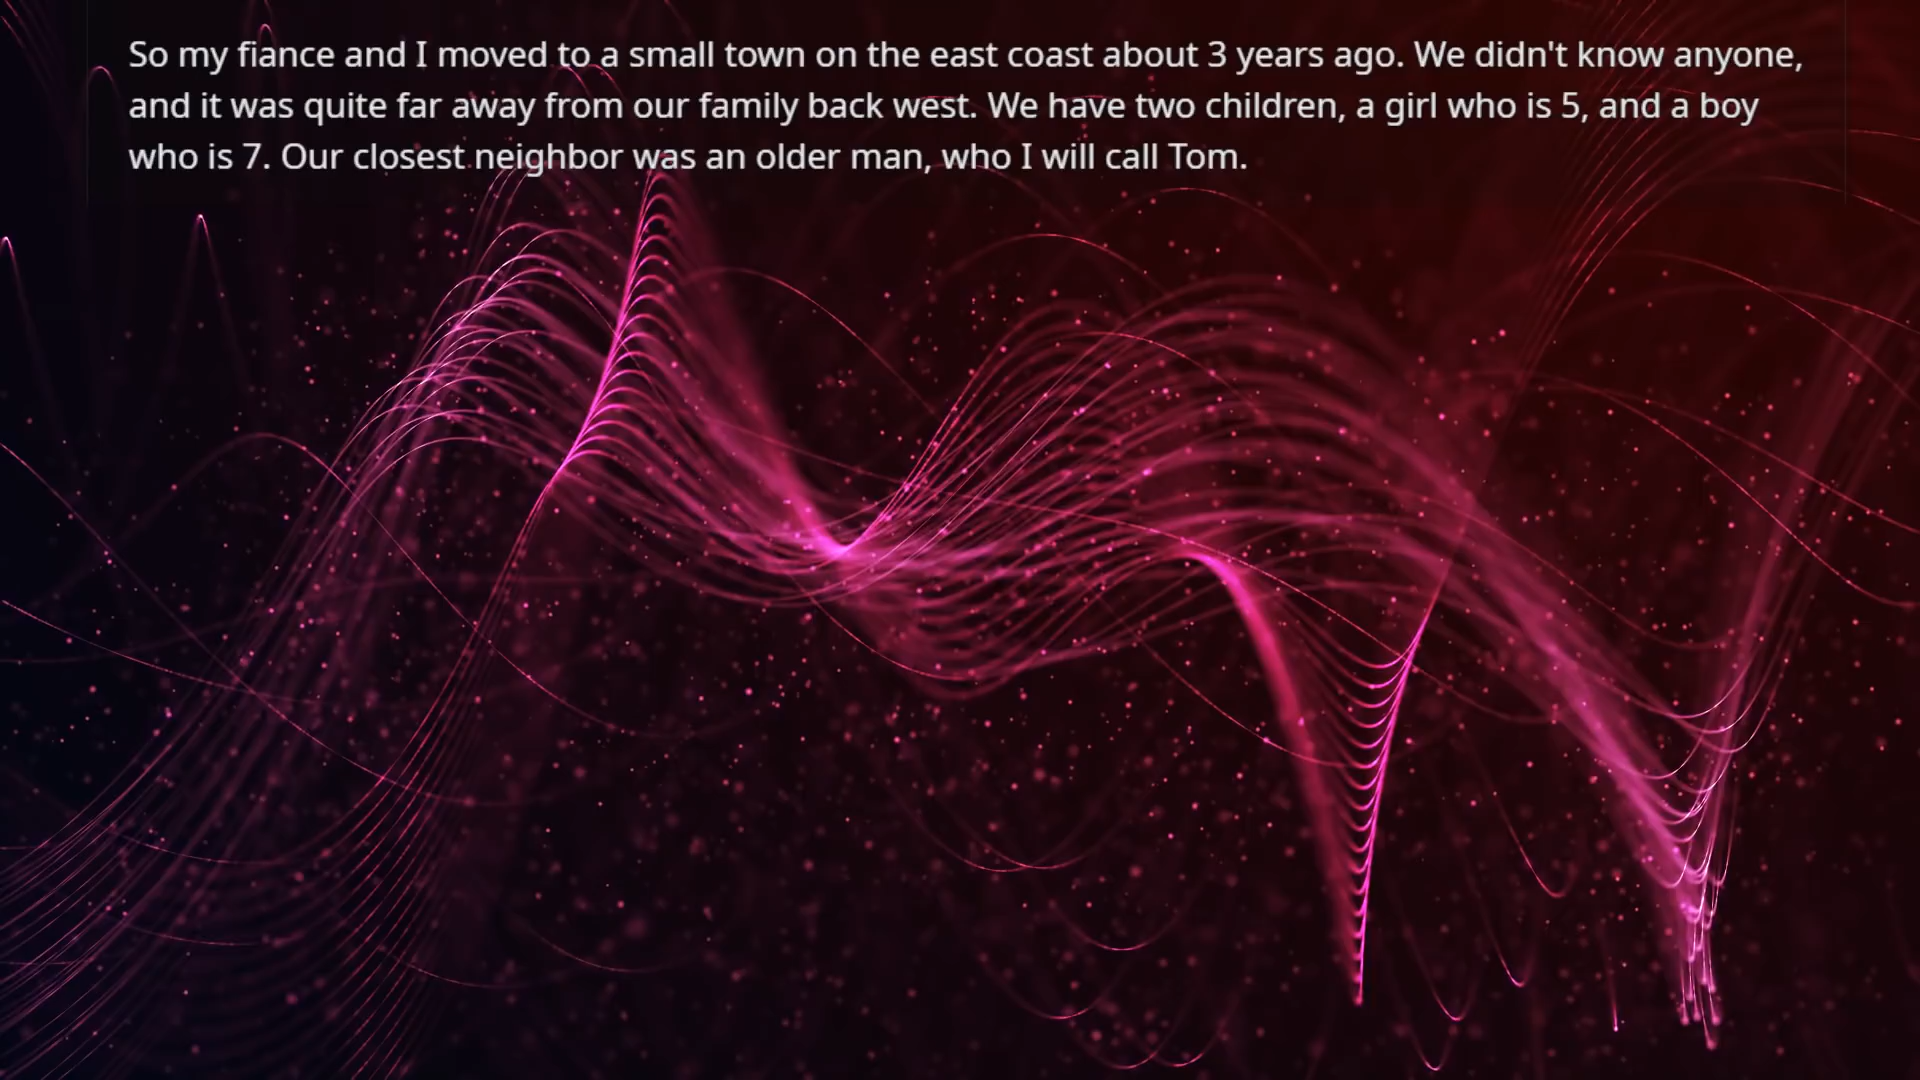 So my fiance and I moved to a small town on the east coast about 3 years ago. We didn't know anyone,
and it was quite far away from our family back west. We have two children, a girl who is 5, and a boy
who is 7. Our closest neighbor was an older man, who I will call Tom.